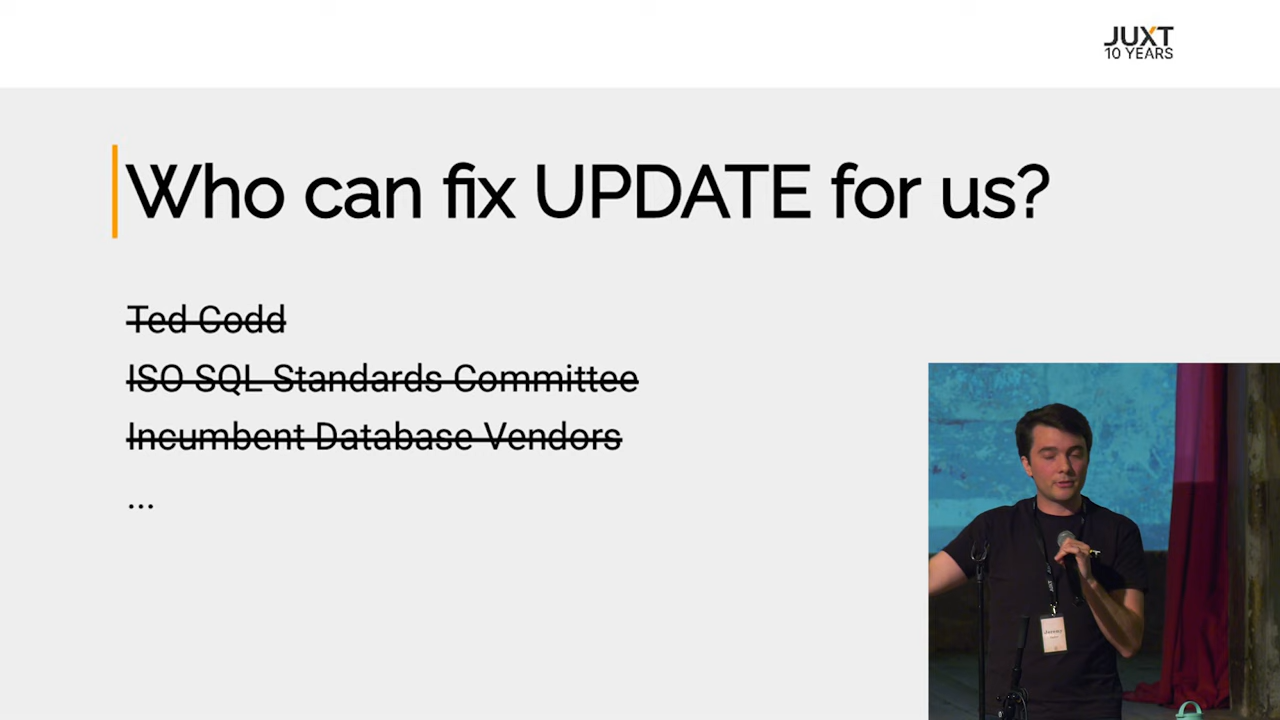 JUXT
10 YEARS
Who can fix UPDATE for us?
Ted Codd
ISO SQL Standards Committee
Incumbent Database Vendors
...